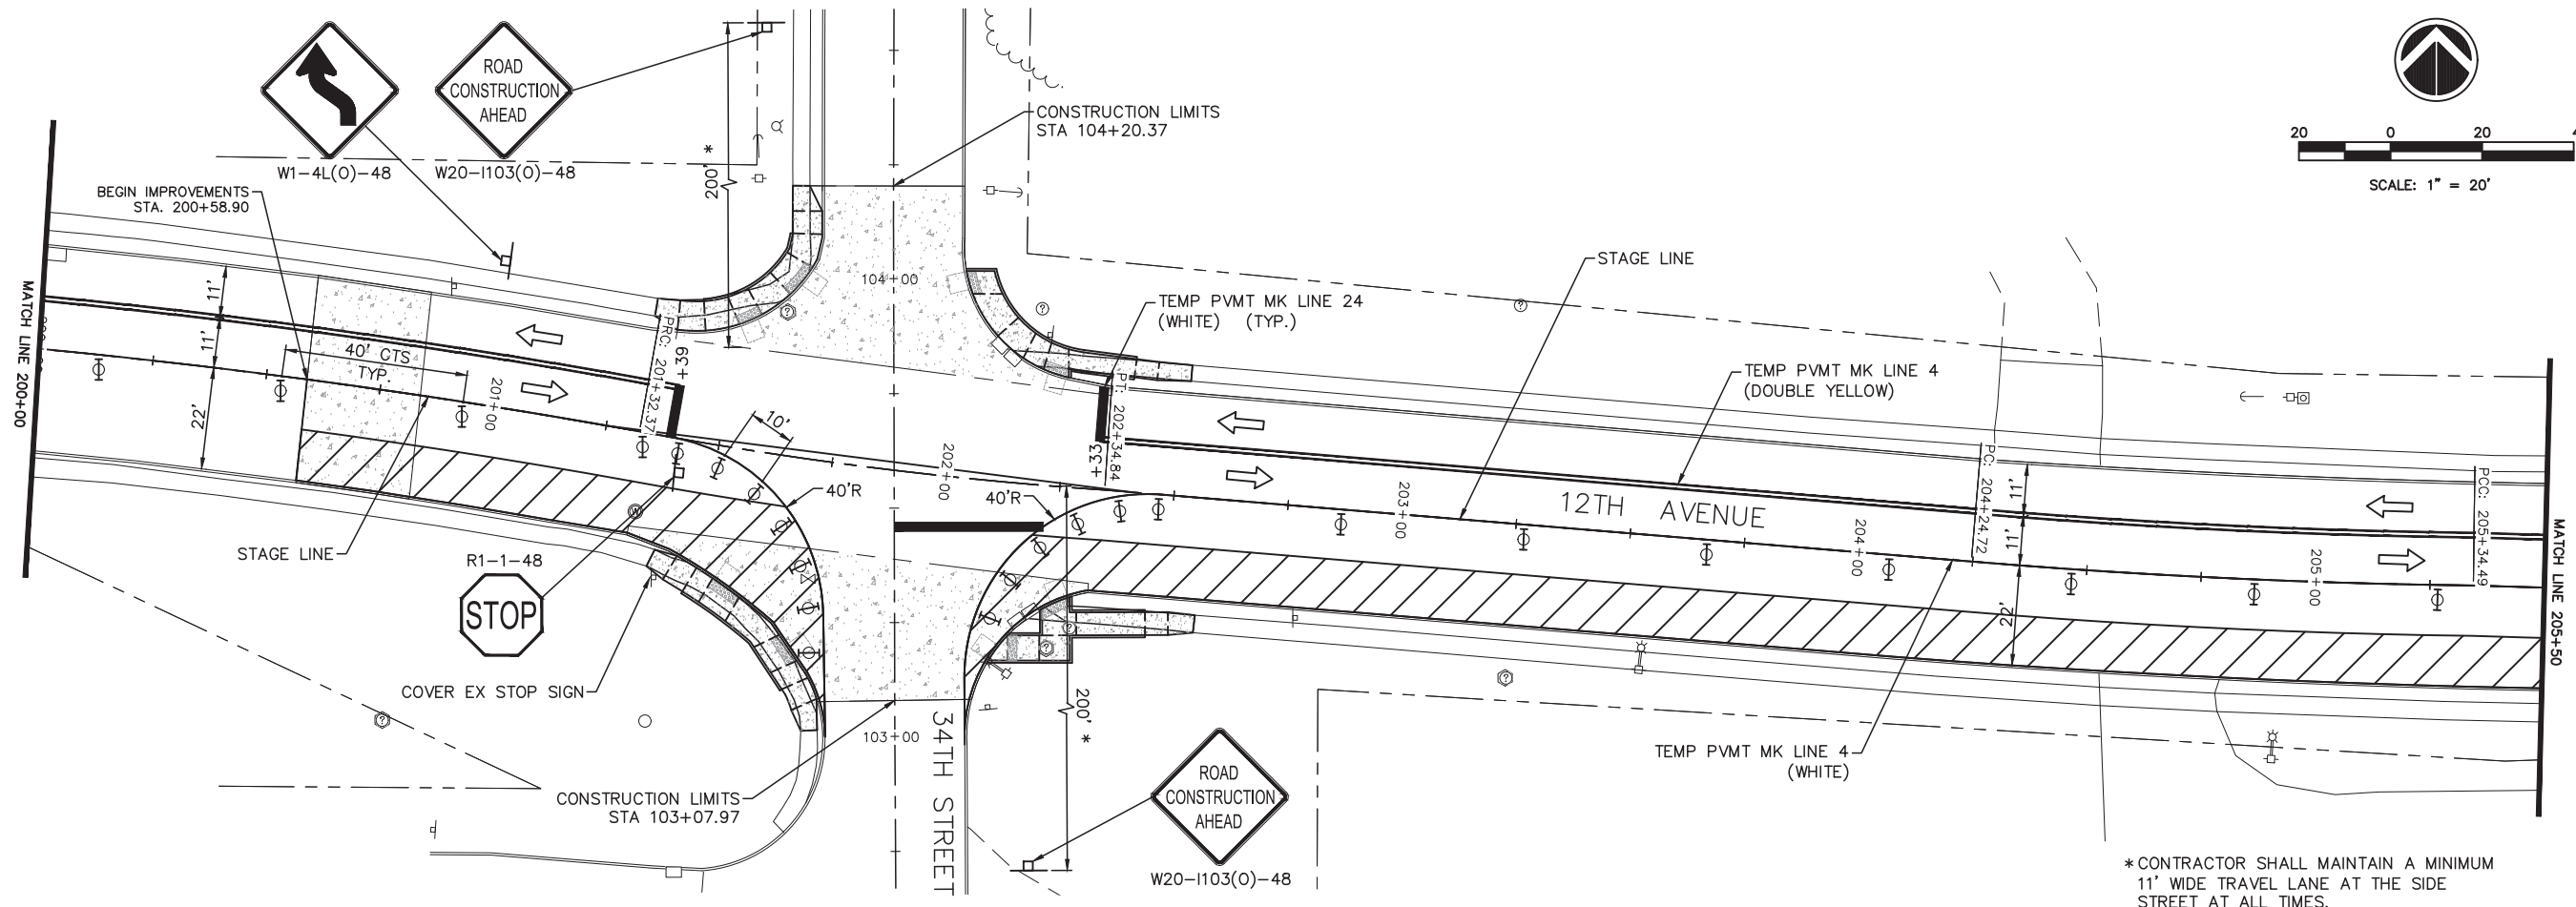 ROAD
CONSTRUCTION
AHEAD
W1-4L(O)-48
W20-I103(O)-48
200' *
CONSTRUCTION LIMITS
STA 104+20.37
20 0 20 4
SCALE: 1" = 20'
BEGIN IMPROVEMENTS
STA. 200+58.90
MATCH LINE 200+00
11'
11'
22'
40' CTS
TYP.
201+00
PRC: 201+32.37
+39
104+00
TEMP PVMT MK LINE 24
(WHITE) (TYP.)
STAGE LINE
TEMP PVMT MK LINE 4
(DOUBLE YELLOW)
10'
40'R
202+00
40'R
+33
PT: 202+34.84
203+00
12TH AVENUE
204+00
PC: 204+24.72
11'
11'
22'
205+00
PCC: 205+34.49
MATCH LINE 205+50
STAGE LINE
W
R1-1-48
STOP
COVER EX STOP SIGN
103+00
34TH STREET
200' *
CONSTRUCTION LIMITS
STA 103+07.97
ROAD
CONSTRUCTION
AHEAD
W20-I103(O)-48
TEMP PVMT MK LINE 4
(WHITE)
* CONTRACTOR SHALL MAINTAIN A MINIMUM
11' WIDE TRAVEL LANE AT THE SIDE
STREET AT ALL TIMES.